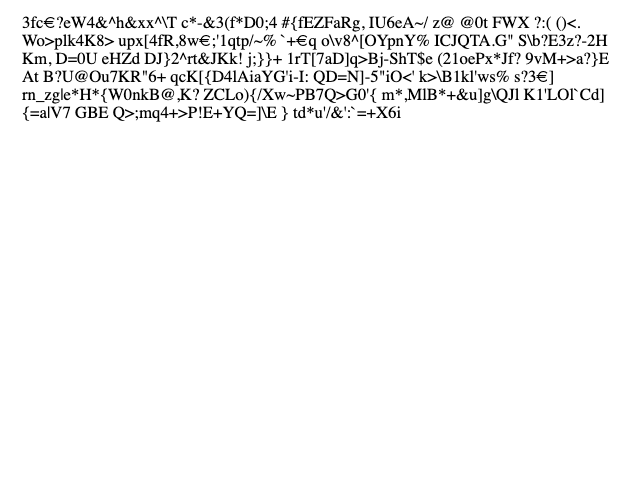 3fc€?eW4&^h&xx^\T c*-&3(f*D0;4 #{fEZFaRg, IU6eA~/ z@ @0t FWX ?:( ()<.
Wo>plk4K8> upx[4fR,8w€;'1qtp/~% `+€q o\v8^[OYpnY% ICJQTA.G" S\b?E3z?-2H
Km, D=0U eHZd DJ}2^rt&JKk! j;}}+ 1rT[7aD]q>Bj-ShT$e (21oePx*Jf? 9vM+>a?}E
At B?U@Ou7KR"6+ qcK[{D4lAiaYG'i-I: QD=N]-5"iO<' k>\B1kl'ws% s?3€]
rn_zg|e*H*{W0nkB@,K? ZCLo){/Xw~PB7Q>G0'{ m*,MlB*+&u]g\QJl K1'LOl`Cd]
{=a|V7 GBE Q>;mq4+>P!E+YQ=]\E } td*u'/&':`=+X6i